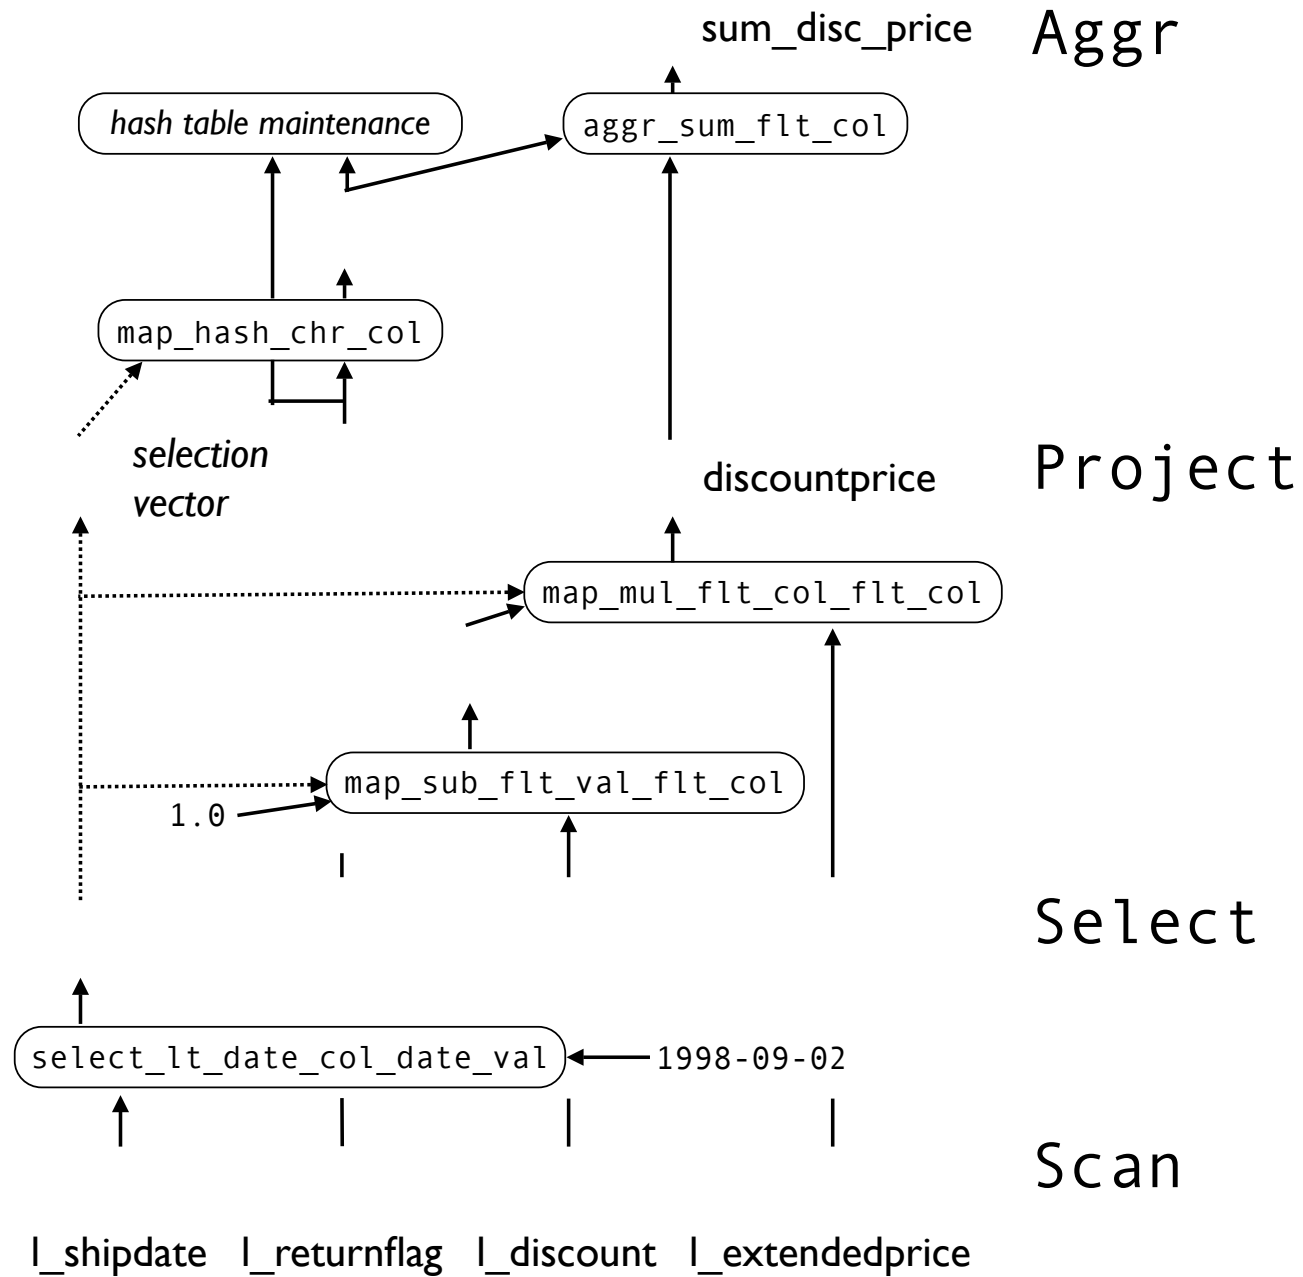 sum_disc_price
Aggr
hash table maintenance
aggr_sum_flt_col
map_hash_chr_col
selection
vector
discountprice
Project
map_mul_flt_col_flt_col
map_sub_flt_val_flt_col
1.0
Select
select_lt_date_col_date_val
1998-09-02
Scan
l_shipdate l_returnflag l_discount l_extendedprice